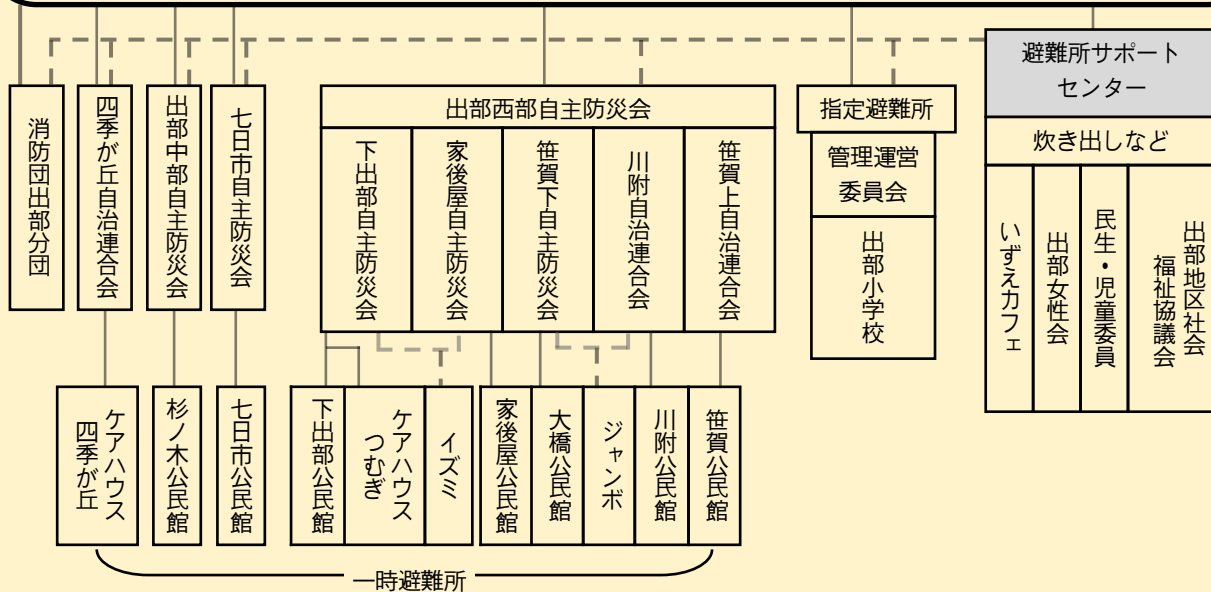 避難所サポート
センター
炊き出しなど
いずえカフェ
出部女性会
民生・児童委員
出部地区社会
福祉協議会
消防団出部分団
四季が丘自治連合会
出部中部自主防災会
七日市自主防災会
出部西部自主防災会
下出部自主防災会
家後屋自主防災会
笹賀下自主防災会
川附自治連合会
笹賀上自治連合会
指定避難所
管理運営
委員会
出部小学校
ケアハウス
四季が丘
杉ノ木公民館
七日市公民館
下出部公民館
ケアハウス
つむぎ
イズミ
家後屋公民館
大橋公民館
ジャンボ
川附公民館
笹賀公民館
一時避難所